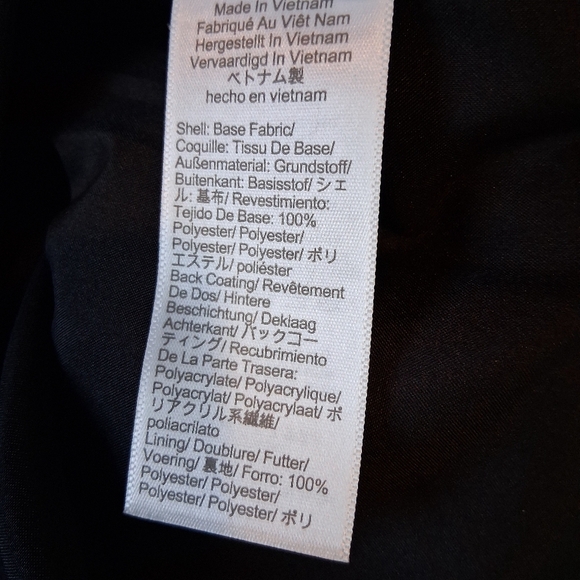 Made In Vietnam
Fabriqué Au Viêt Nam
Hergestellt In Vietnam
Vervaardigd In Vietnam
ベトナム製
hecho en vietnam
Shell: Base Fabric/
Coquille: Tissu De Base/
Außenmaterial: Grundstoff/
Buitenkant: Basisstof/ シェ
ル: 基布/ Revestimiento:
Tejido De Base: 100%
Polyester/ Polyester/
Polyester/ Polyester/ ポリ
エステル/ poliéster
Back Coating/ Revêtement
De Dos/ Hintere
Beschichtung/ Deklaag
Achterkant/ バックコー
ティング/ Recubrimiento
De La Parte Trasera:
Polyacrylate/ Polyacrylique/
Polyacrylat/ Polyacrylaat/ ポ
リアクリル系繊維/
poliacrilato
Lining/ Doublure/ Futter/
Voering/ 裏地/ Forro: 100%
Polyester/ Polyester/
Polyester/ Polyester/ ポリ